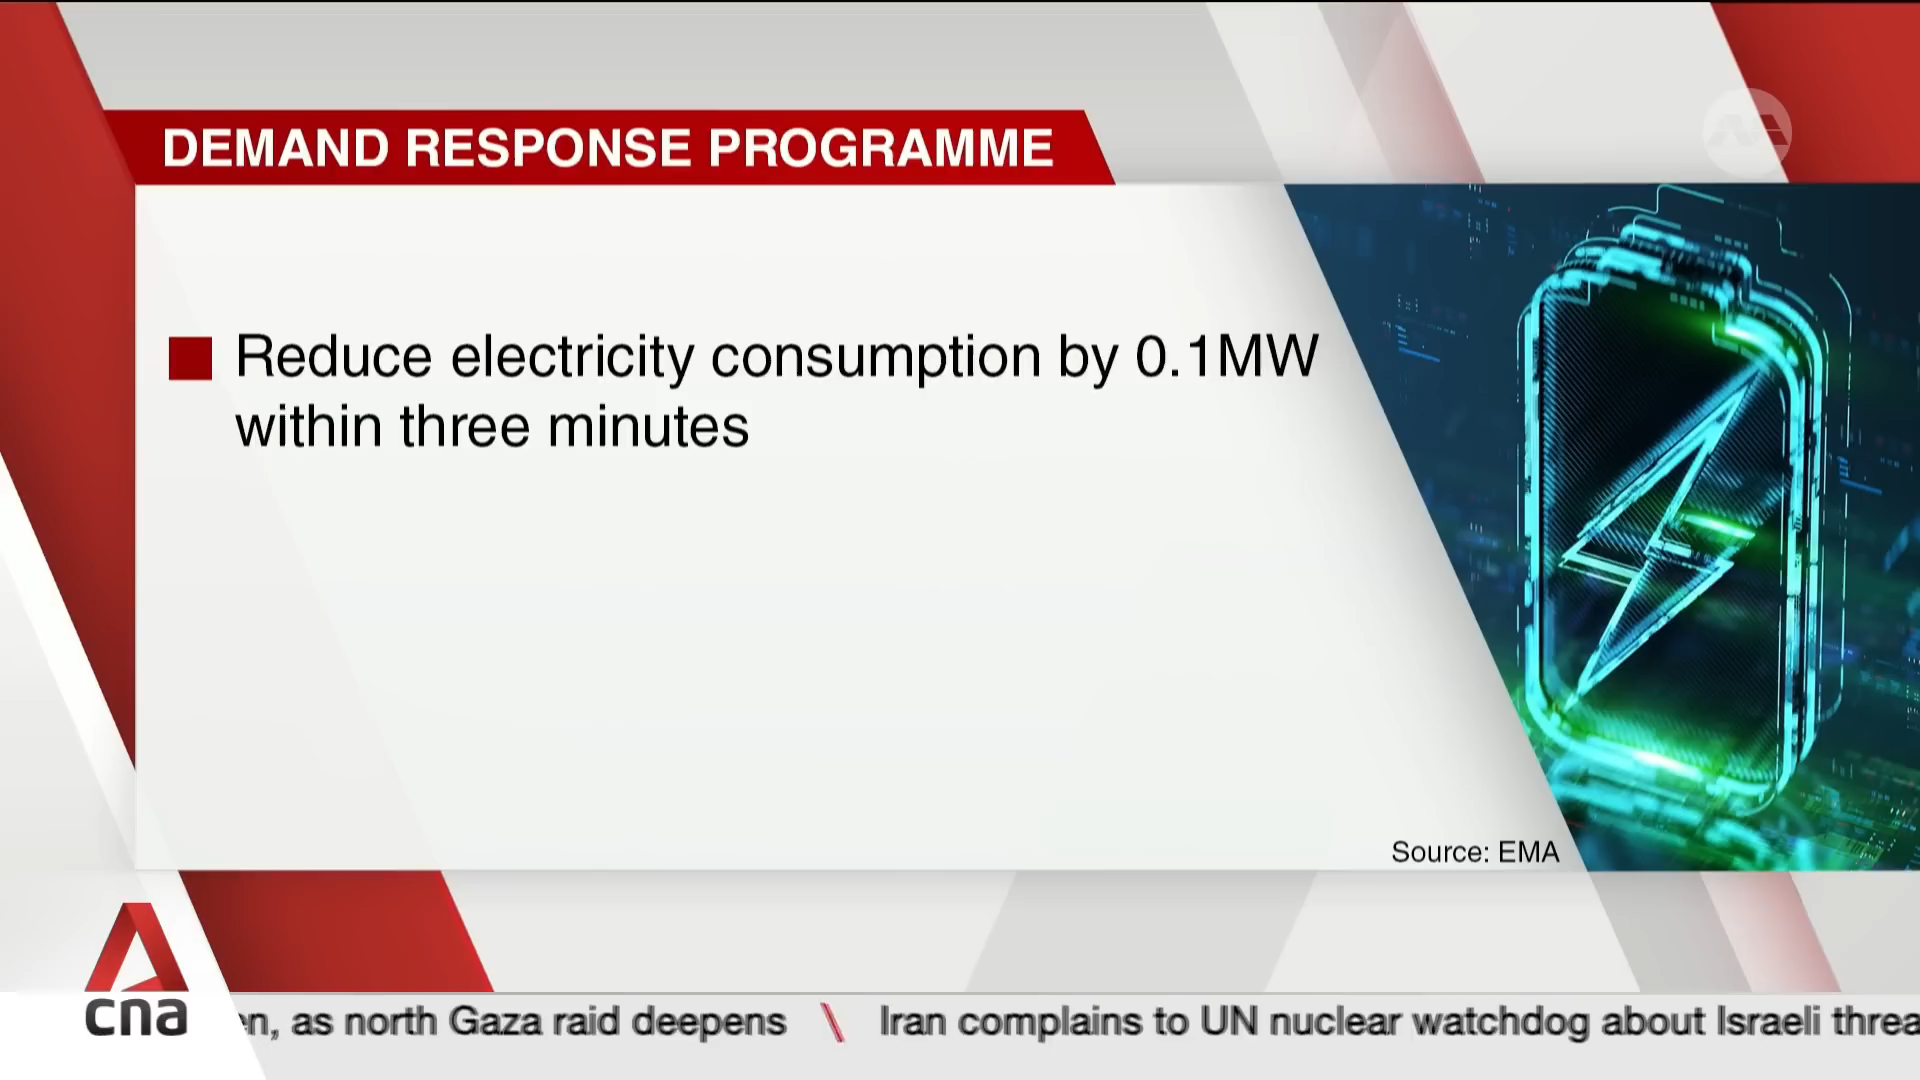 DEMAND RESPONSE PROGRAMME
Reduce electricity consumption by 0.1MW
within three minutes
Source: EMA
cna
as north Gaza raid deepens \ Iran complains to UN nuclear watchdog about Israeli